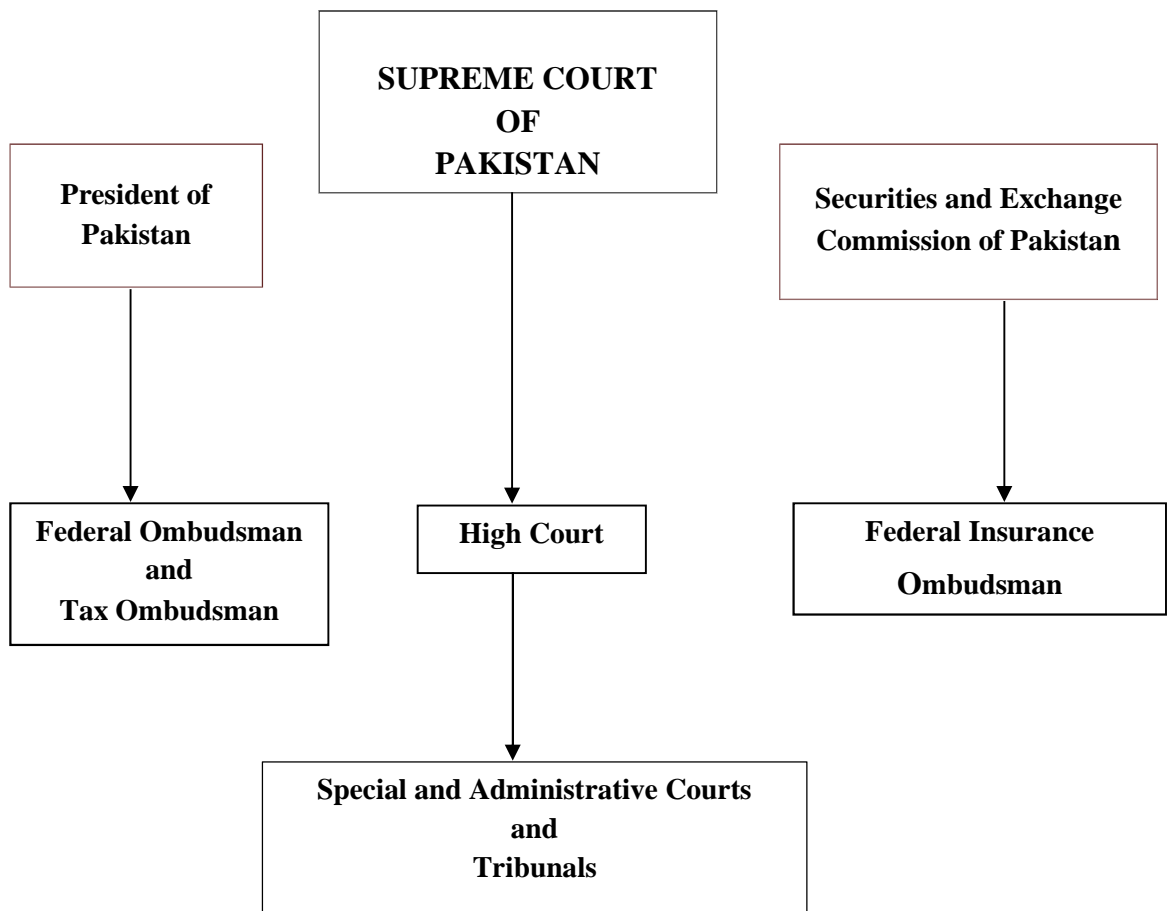 SUPREME COURT
OF
PAKISTAN
President of
Pakistan
Securities and Exchange
Commission of Pakistan
Federal Ombudsman
and
Tax Ombudsman
High Court
Federal Insurance
Ombudsman
Special and Administrative Courts
and
Tribunals